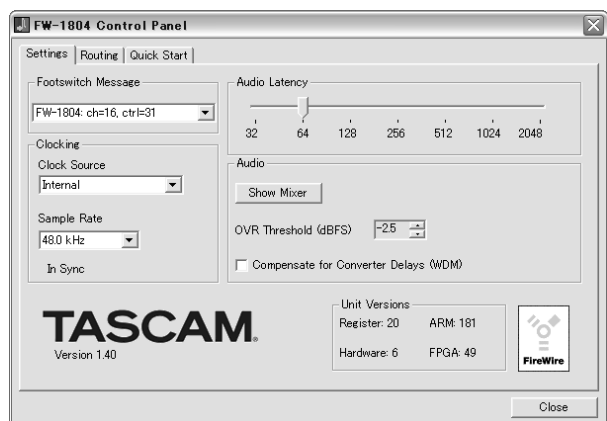 FW-1804 Control Panel
Settings Routing Quick Start
Footswitch Message
FW-1804: ch=16, ctrl=31
Clocking
Clock Source
Internal
Sample Rate
48.0 kHz
In Sync
Audio Latency
32 64 128 256 512 1024 2048
Audio
Show Mixer
OVR Threshold (dBFS) -2.5
Compensate for Converter Delays (WDM)
TASCAM.
Version 1.40
Unit Versions
Register: 20 ARM: 181
Hardware: 6 FPGA: 49
FireWire
Close